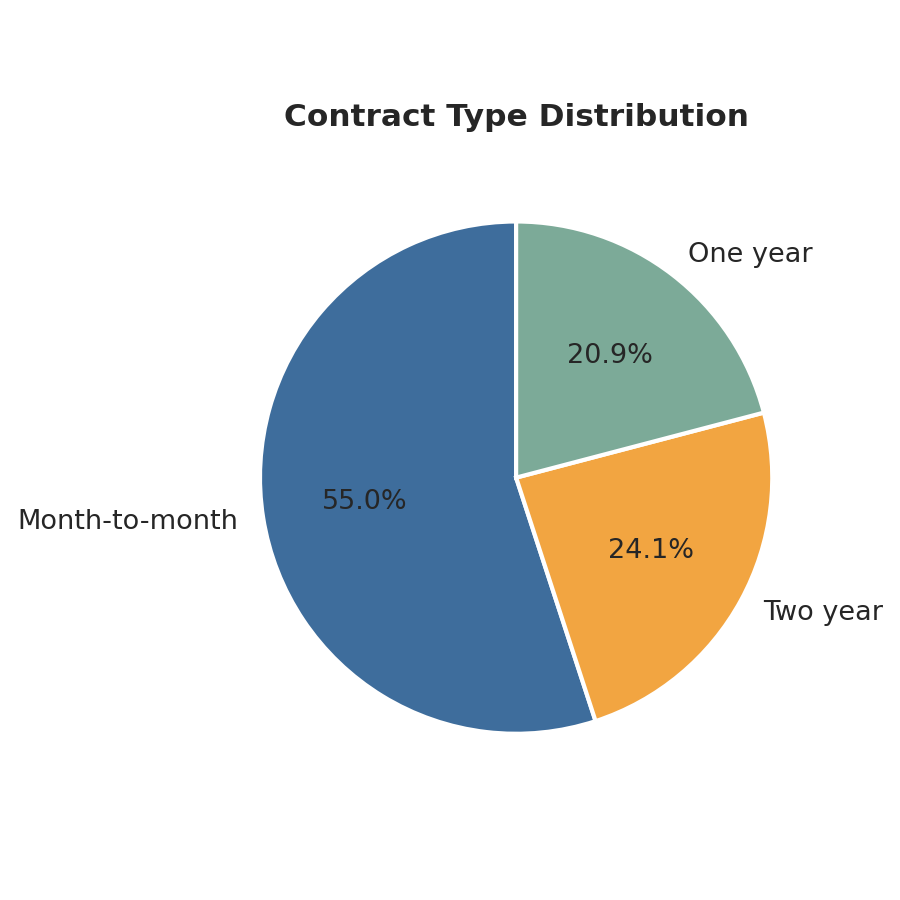 Contract Type Distribution
One year
20.9%
55.0%
Month-to-month
24.1%
Two year